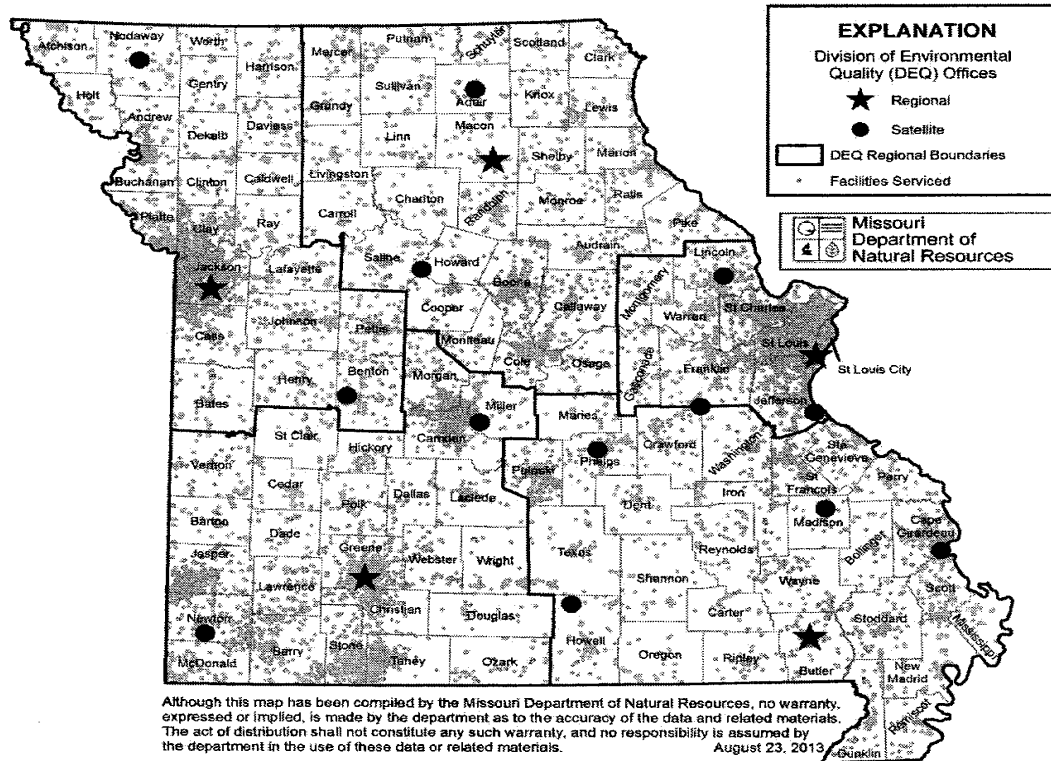 EXPLANATION
Division of Environmental
Quality (DEQ) Offices
Regional
Satellite
DEQ Regional Boundaries
Facilities Serviced
Missouri
Department of
Natural Resources
Atchison
Nodaway
Worth
Harrison
Mercer
Putnam
Schuyler
Scotland
Clark
Holt
Gentry
Sullivan
Adair
Knox
Lewis
Andrew
Grundy
Dekalb
Daviess
Linn
Macon
Shelby
Marion
Buchanan
Clinton
Caldwell
Livingston
Chariton
Randolph
Monroe
Ralls
Platte
Clay
Ray
Carroll
Pike
Audrain
Jackson
Lafayette
Saline
Howard
Boone
Callaway
Montgomery
Lincoln
Warren
St Charles
Cass
Johnson
Pettis
Cooper
Moniteau
Cole
Osage
Gasconade
Franklin
St Louis
St Louis City
Jefferson
Bates
Henry
Benton
Morgan
Miller
Camden
Maries
Phelps
Crawford
Washington
Ste
Genevieve
St
Francois
Perry
Vernon
St Clair
Hickory
Cedar
Polk
Dallas
Laclede
Pulaski
Dent
Iron
Madison
Bollinger
Cape
Girardeau
Barton
Dade
Greene
Webster
Wright
Texas
Reynolds
Wayne
Scott
Jasper
Lawrence
Christian
Douglas
Shannon
Carter
Stoddard
Mississippi
Newton
McDonald
Barry
Stone
Taney
Ozark
Howell
Oregon
Ripley
Butler
New
Madrid
Pemiscot
Dunklin
Although this map has been compiled by the Missouri Department of Natural Resources, no warranty,
expressed or implied, is made by the department as to the accuracy of the data and related materials.
The act of distribution shall not constitute any such warranty, and no responsibility is assumed by
the department in the use of these data or related materials. August 23, 2013